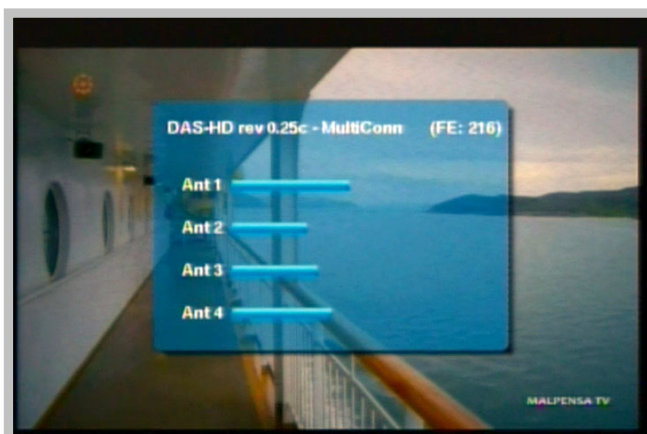 DAS-HD rev 0.25c - MultiConn (FE: 216)
Ant 1
Ant 2
Ant 3
Ant 4
MALPENSA TV